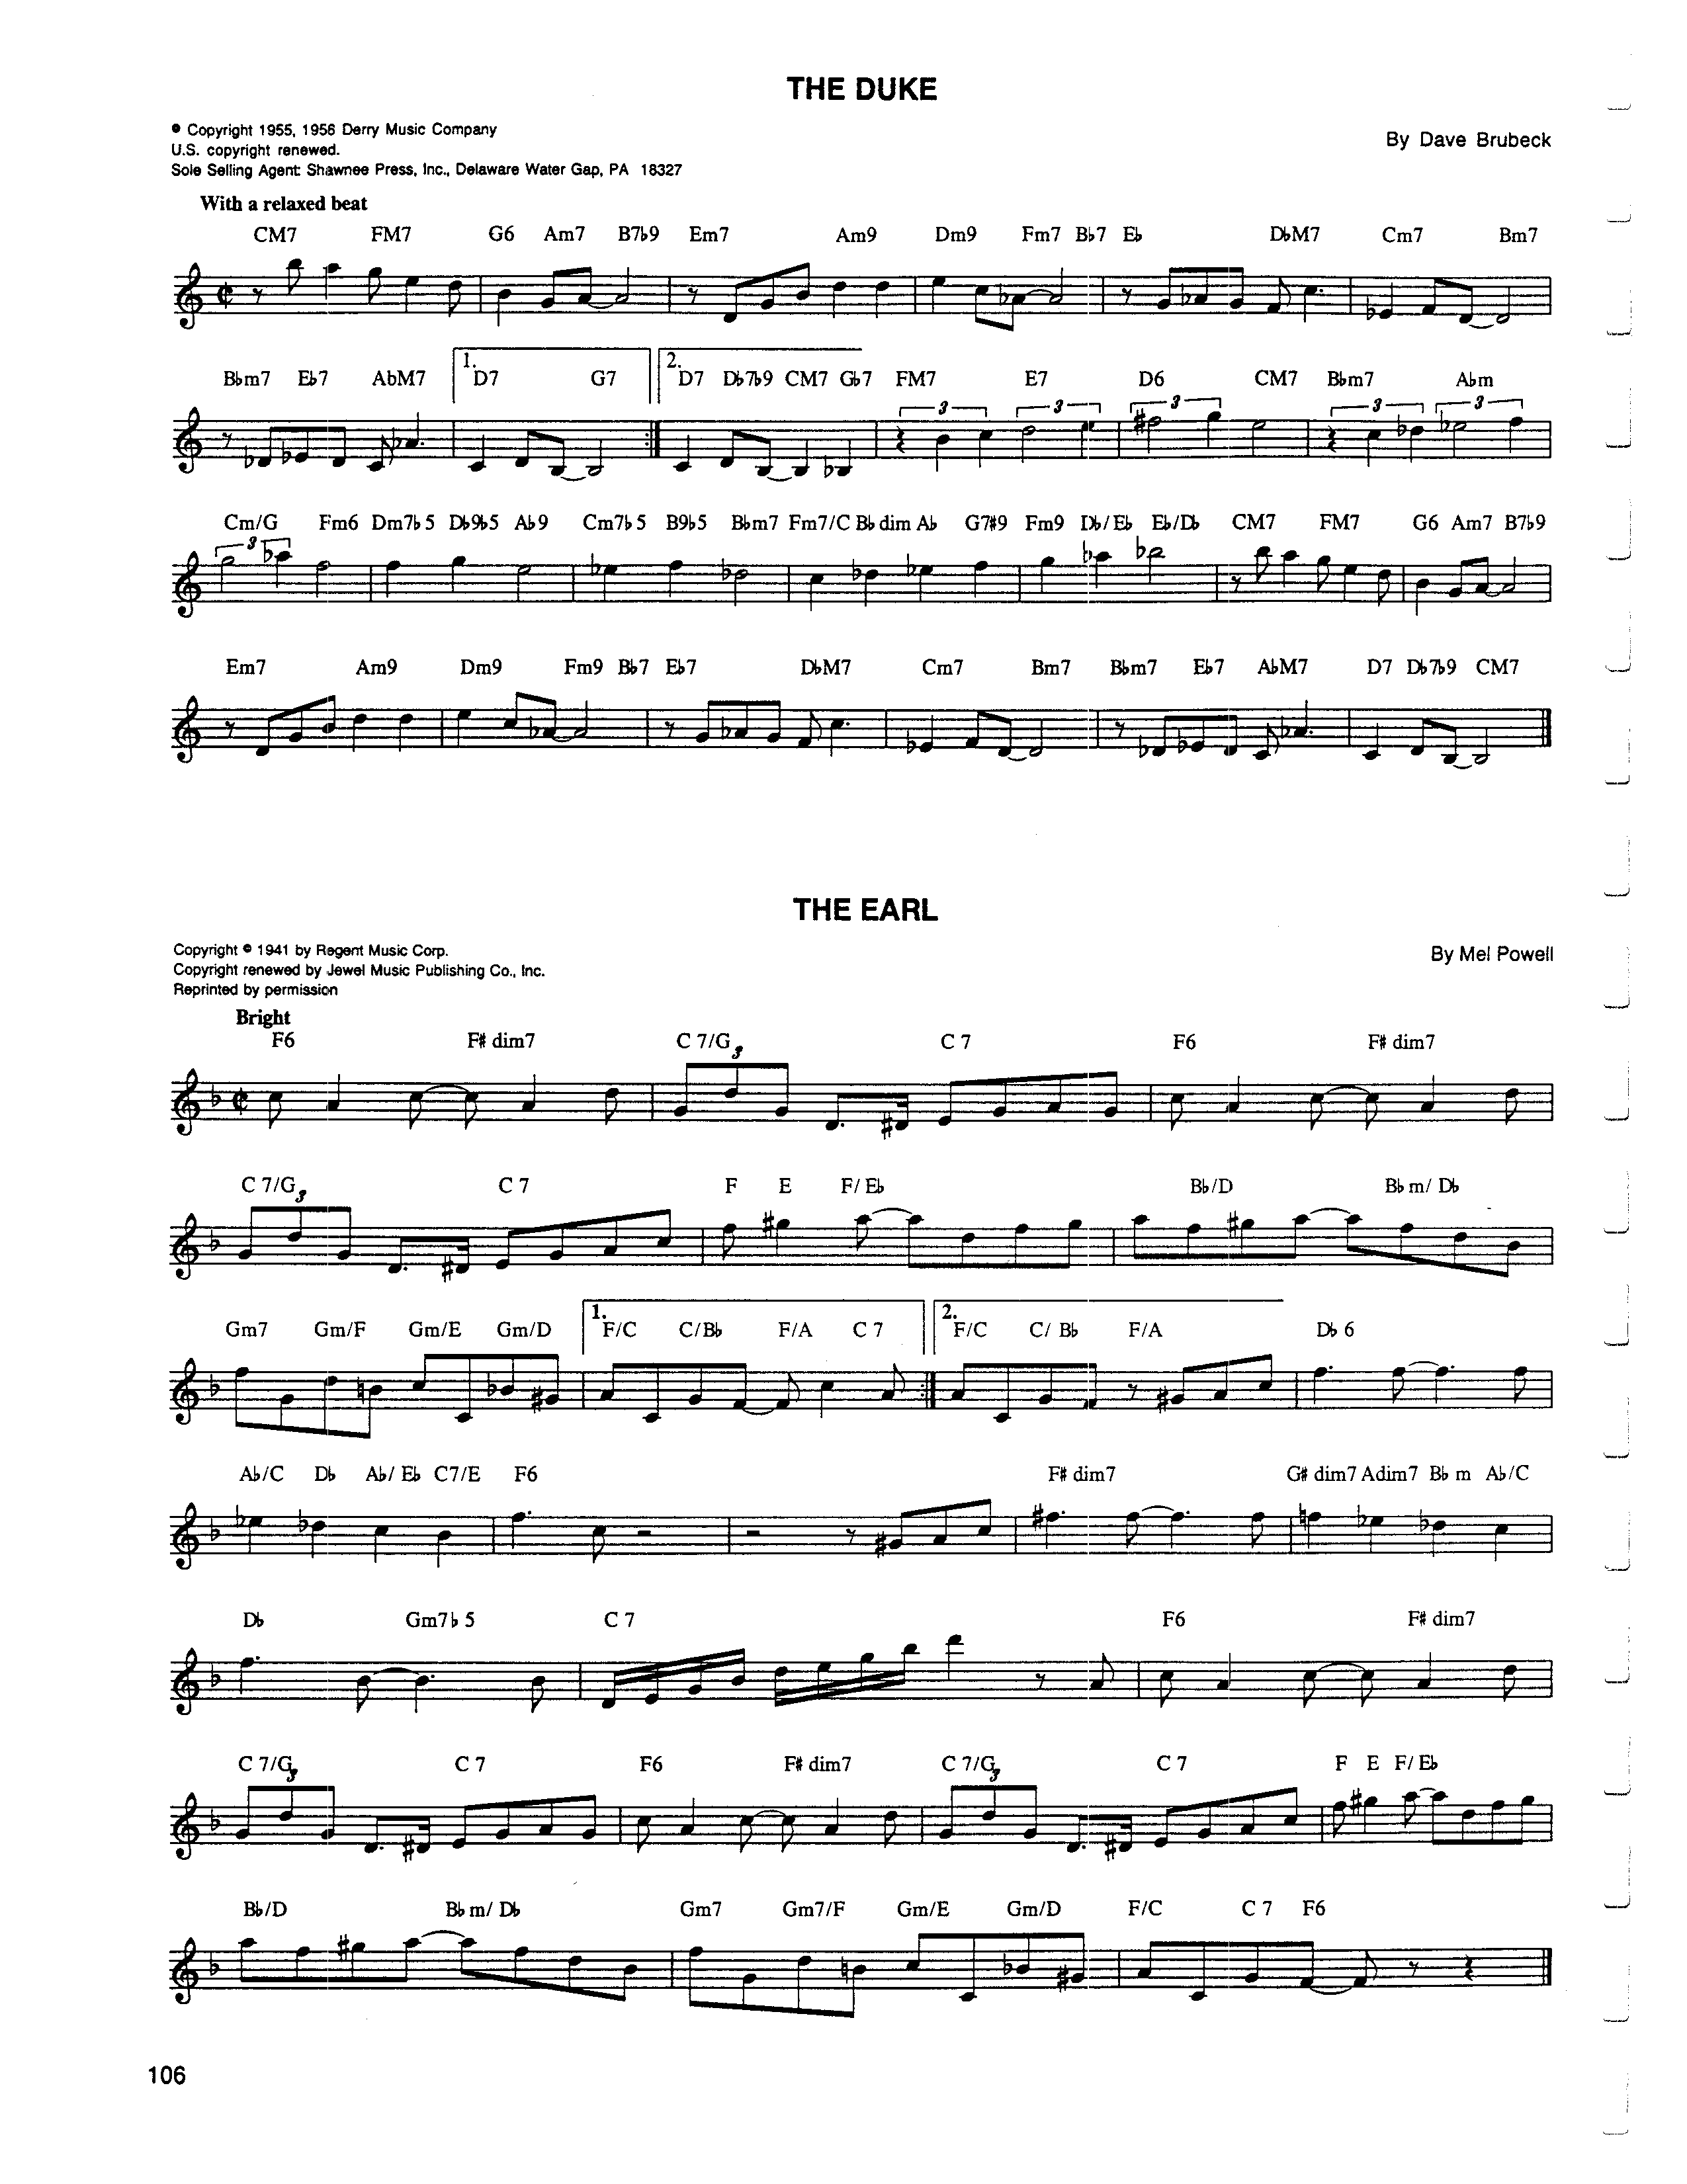 THE DUKE
© Copyright 1955, 1956 Derry Music Company
U.S. copyright renewed.
Sole Selling Agent: Shawnee Press, Inc., Delaware Water Gap, PA 18327
By Dave Brubeck
With a relaxed beat
CM7 FM7 G6 Am7 B7♭9 Em7 Am9 Dm9 Fm7 B♭7 E♭ D♭M7 Cm7 Bm7
1. 2.
B♭m7 E♭7 AbM7 D7 G7 D7 D♭7♭9 CM7 G♭7 FM7 E7 D6 CM7 B♭m7 A♭m
3 3 3 3 3
Cm/G Fm6 Dm7♭5 D♭9♭5 A♭9 Cm7♭5 B9♭5 B♭m7 Fm7/C B♭dim A♭ G7#9 Fm9 D♭/E♭ E♭/D♭ CM7 FM7 G6 Am7 B7♭9
3
Em7 Am9 Dm9 Fm9 B♭7 E♭7 D♭M7 Cm7 Bm7 B♭m7 E♭7 A♭M7 D7 D♭7♭9 CM7
THE EARL
Copyright © 1941 by Regent Music Corp.
Copyright renewed by Jewel Music Publishing Co., Inc.
Reprinted by permission
By Mel Powell
Bright
F6 F# dim7 C 7/G C 7 F6 F# dim7
3
C 7/G C 7 F E F/ E♭ B♭/D B♭ m/ D♭
3
1. 2.
Gm7 Gm/F Gm/E Gm/D F/C C/B♭ F/A C 7 F/C C/ B♭ F/A D♭ 6
A♭/C D♭ A♭/ E♭ C7/E F6 F# dim7 G# dim7 Adim7 B♭ m A♭/C
D♭ Gm7♭ 5 C 7 F6 F# dim7
C 7/G C 7 F6 F# dim7 C 7/G C 7 F E F/ E♭
3 3
B♭/D B♭ m/ D♭ Gm7 Gm7/F Gm/E Gm/D F/C C 7 F6
106